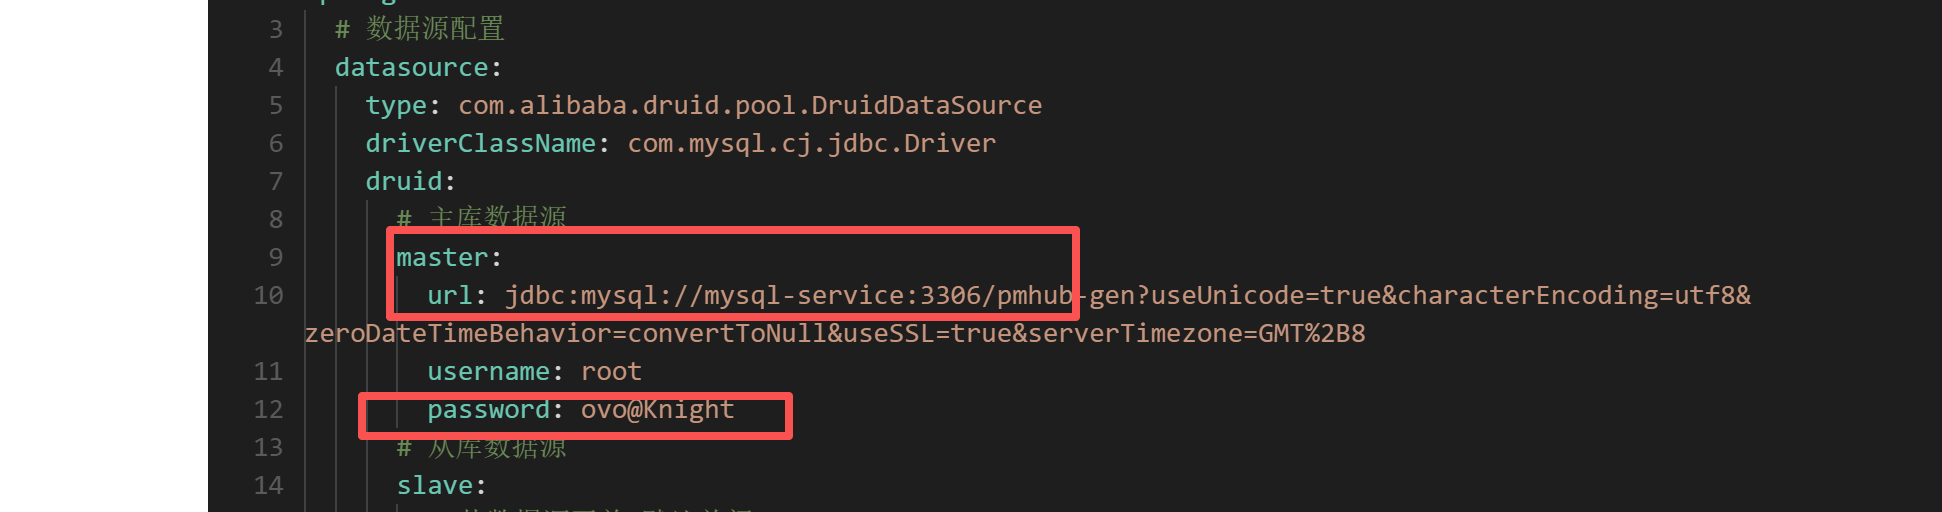 3 # 数据源配置
4 datasource:
5 type: com.alibaba.druid.pool.DruidDataSource
6 driverClassName: com.mysql.cj.jdbc.Driver
7 druid:
8 # 主库数据源
9 master:
10 url: jdbc:mysql://mysql-service:3306/pmhub-gen?useUnicode=true&characterEncoding=utf8&
zeroDateTimeBehavior=convertToNull&useSSL=true&serverTimezone=GMT%2B8
11 username: root
12 password: ovo@Knight
13 # 从库数据源
14 slave: